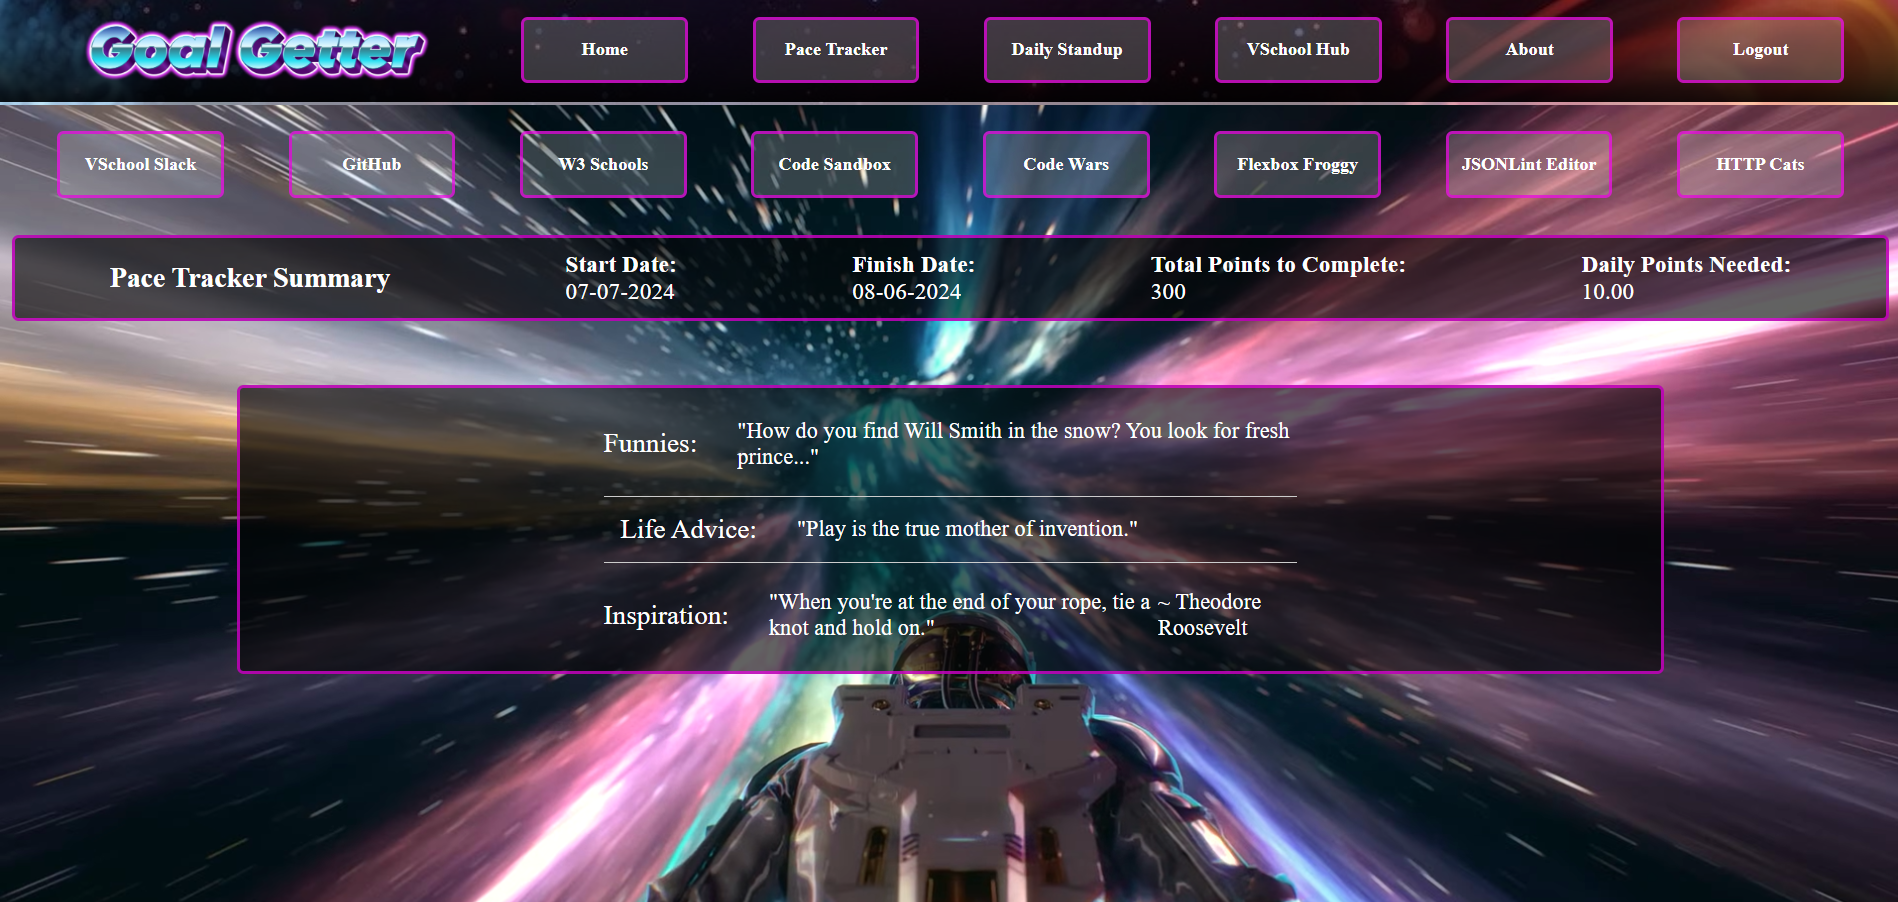 Goal Getter
Home
Pace Tracker
Daily Standup
VSchool Hub
About
Logout
VSchool Slack
GitHub
W3 Schools
Code Sandbox
Code Wars
Flexbox Froggy
JSONLint Editor
HTTP Cats
Pace Tracker Summary
Start Date:
07-07-2024
Finish Date:
08-06-2024
Total Points to Complete:
300
Daily Points Needed:
10.00
Funnies:
"How do you find Will Smith in the snow? You look for fresh
prince..."
Life Advice:
"Play is the true mother of invention."
Inspiration:
"When you're at the end of your rope, tie a
knot and hold on."
~ Theodore
Roosevelt